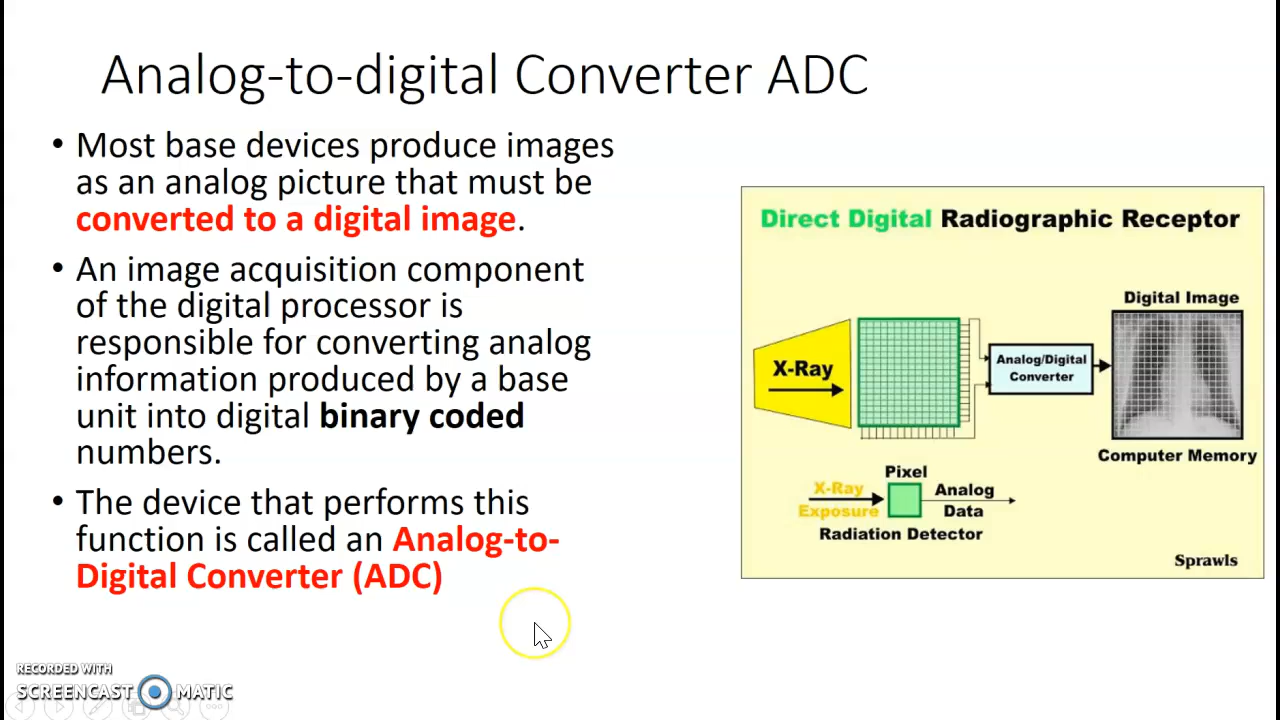 Analog-to-digital Converter ADC
• Most base devices produce images
as an analog picture that must be
converted to a digital image.
• An image acquisition component
of the digital processor is
responsible for converting analog
information produced by a base
unit into digital binary coded
numbers.
• The device that performs this
function is called an Analog-to-
Digital Converter (ADC)
Direct Digital Radiographic Receptor
Digital Image
X-Ray
Analog/Digital
Converter
Computer Memory
Pixel
X-Ray
Exposure
Analog
Data
Radiation Detector
Sprawls
RECORDED WITH
SCREENCAST MATIC